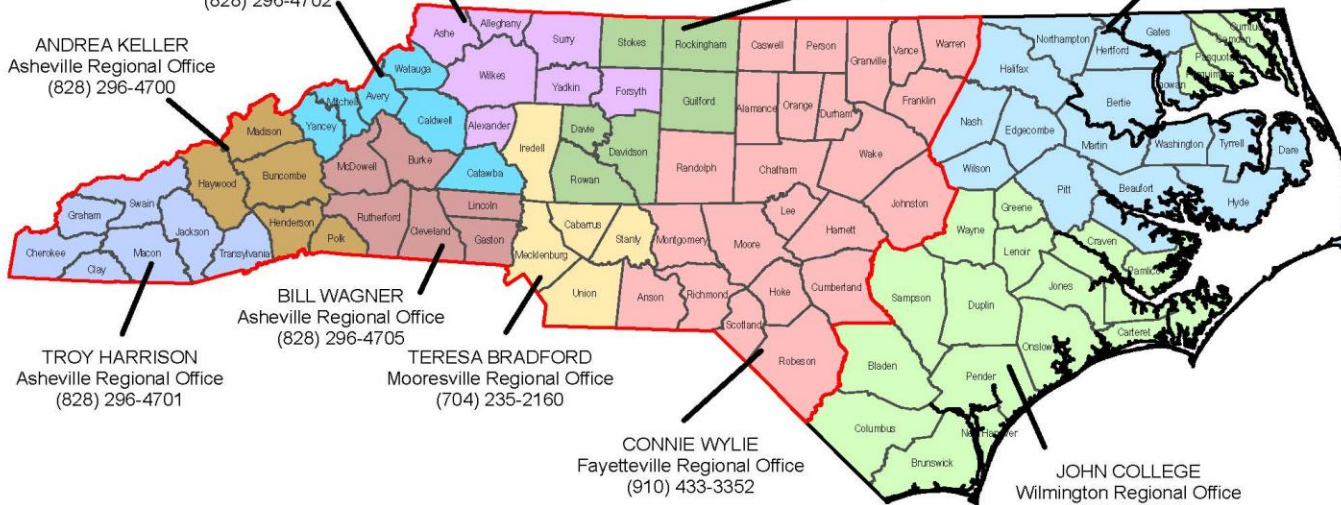 (828) 296-4702
ANDREA KELLER
Asheville Regional Office
(828) 296-4700
Ashe
Alleghany
Surry
Stokes
Rockingham
Caswell
Person
Granville
Vance
Warren
Northampton
Gates
Hertford
Halifax
Watauga
Wilkes
Yadkin
Forsyth
Guilford
Alamance
Orange
Durham
Franklin
Bertie
Mitchell
Avery
Yancey
Caldwell
Alexander
Iredell
Davie
Davidson
Nash
Edgecombe
Martin
Washington
Tyrrell
Dare
Madison
Buncombe
McDowell
Burke
Catawba
Rowan
Randolph
Chatham
Wake
Wilson
Pitt
Beaufort
Hyde
Haywood
Swain
Graham
Jackson
Henderson
Polk
Rutherford
Cleveland
Lincoln
Gaston
Cabarrus
Stanly
Montgomery
Moore
Lee
Harnett
Johnston
Wayne
Greene
Lenoir
Craven
Pamlico
Cherokee
Clay
Macon
Transylvania
Mecklenburg
Union
Anson
Richmond
Hoke
Cumberland
Sampson
Duplin
Jones
Carteret
Onslow
Scotland
Robeson
Bladen
Pender
Columbus
Brunswick
New Hanover
TROY HARRISON
Asheville Regional Office
(828) 296-4701
BILL WAGNER
Asheville Regional Office
(828) 296-4705
TERESA BRADFORD
Mooresville Regional Office
(704) 235-2160
CONNIE WYLIE
Fayetteville Regional Office
(910) 433-3352
JOHN COLLEGE
Wilmington Regional Office